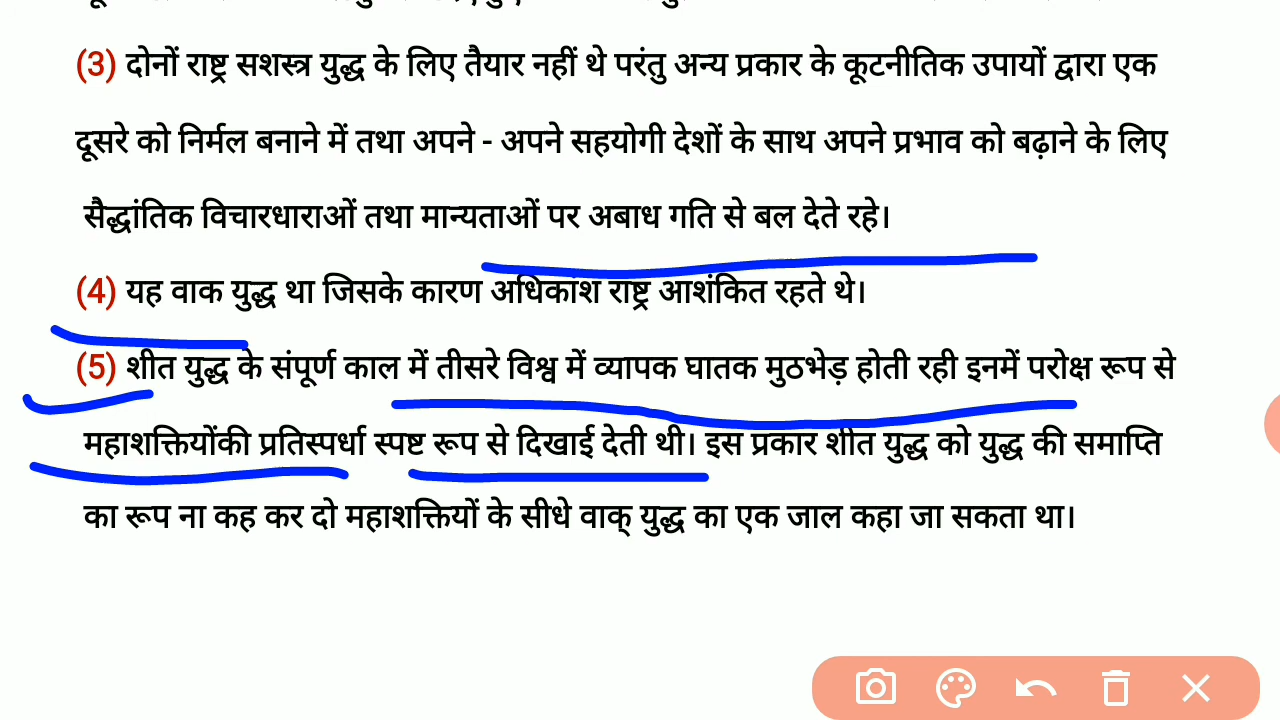 (3) दोनों राष्ट्र सशस्त्र युद्ध के लिए तैयार नहीं थे परंतु अन्य प्रकार के कूटनीतिक उपायों द्वारा एक
दूसरे को निर्मल बनाने में तथा अपने - अपने सहयोगी देशों के साथ अपने प्रभाव को बढ़ाने के लिए
सैद्धांतिक विचारधाराओं तथा मान्यताओं पर अबाध गति से बल देते रहे।
(4) यह वाक युद्ध था जिसके कारण अधिकांश राष्ट्र आशंकित रहते थे।
(5) शीत युद्ध के संपूर्ण काल में तीसरे विश्व में व्यापक घातक मुठभेड़ होती रही इनमें परोक्ष रूप से
महाशक्तियोंकी प्रतिस्पर्धा स्पष्ट रूप से दिखाई देती थी। इस प्रकार शीत युद्ध को युद्ध की समाप्ति
का रूप ना कह कर दो महाशक्तियों के सीधे वाक् युद्ध का एक जाल कहा जा सकता था।